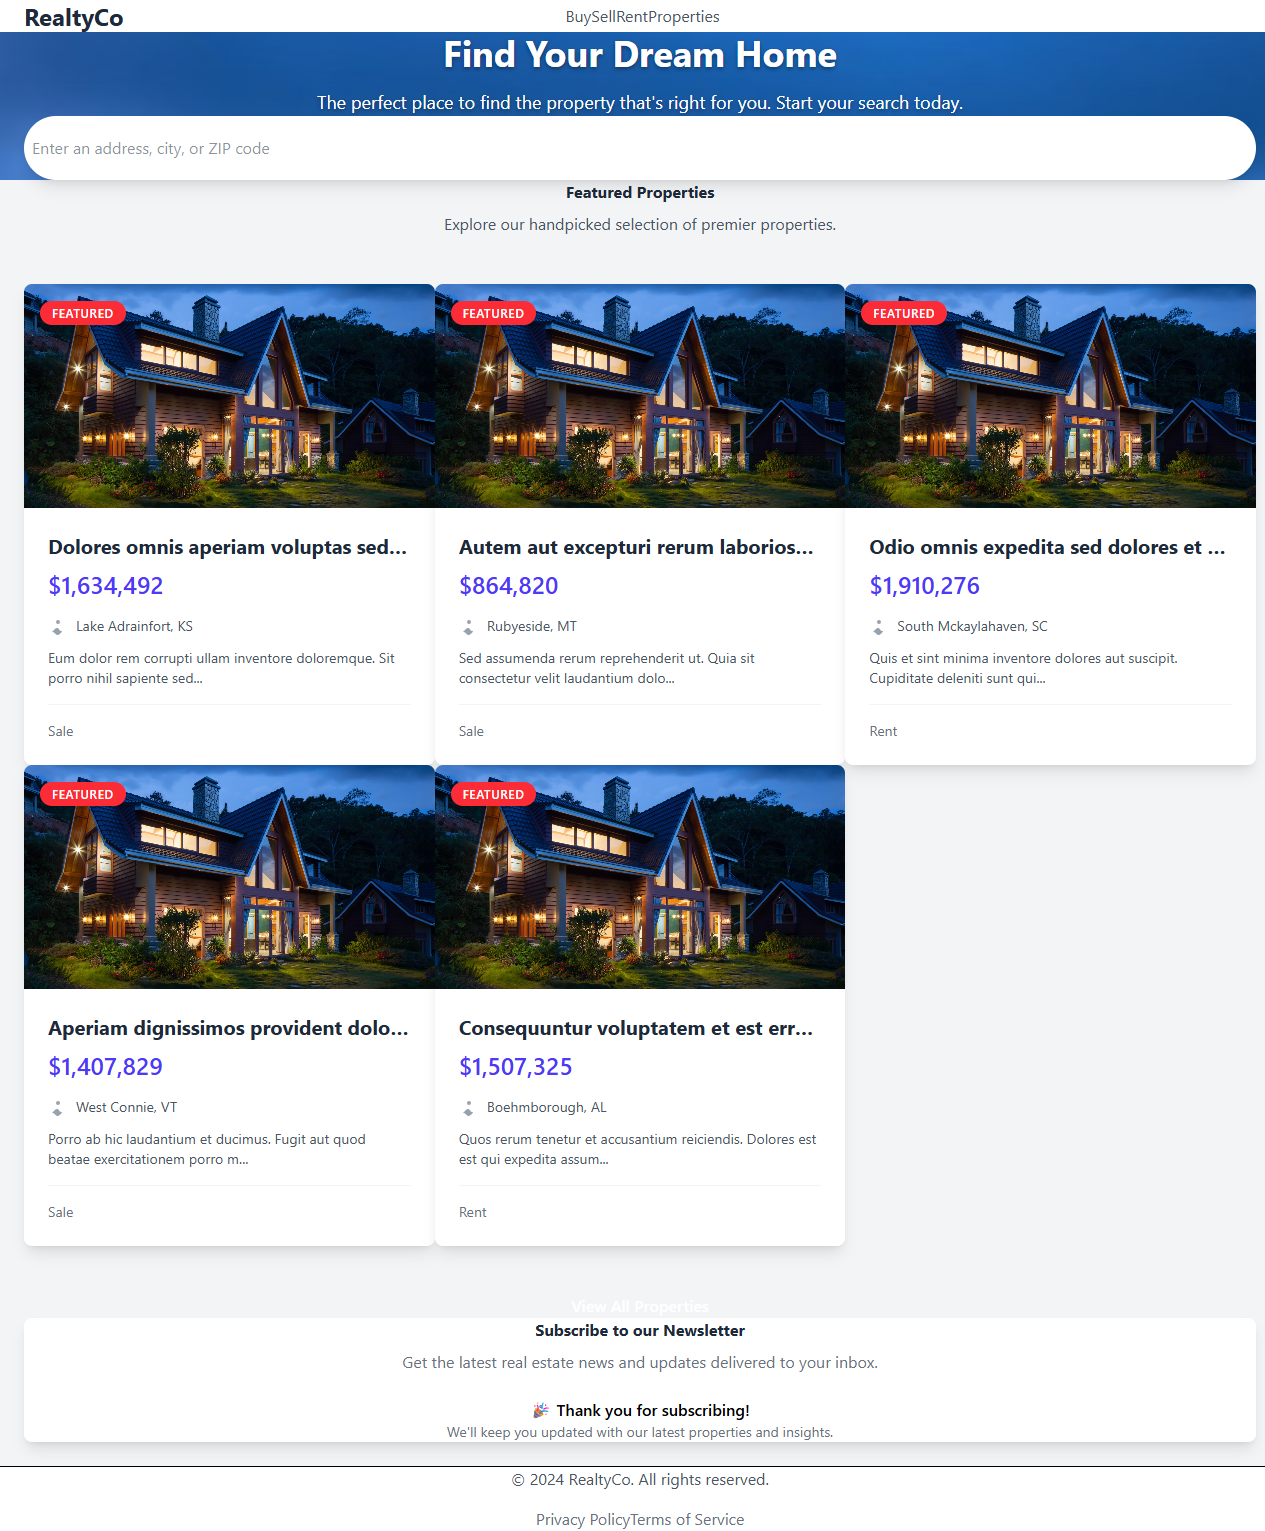 RealtyCo
BuySellRentProperties
Find Your Dream Home
The perfect place to find the property that's right for you. Start your search today.
Enter an address, city, or ZIP code
Featured Properties
Explore our handpicked selection of premier properties.
FEATURED
Dolores omnis aperiam voluptas sed...
$1,634,492
Lake Adrainfort, KS
Eum dolor rem corrupti ullam inventore doloremque. Sit
porro nihil sapiente sed...
Sale
FEATURED
Autem aut excepturi rerum laborios...
$864,820
Rubyeside, MT
Sed assumenda rerum reprehenderit ut. Quia sit
consectetur velit laudantium dolo...
Sale
FEATURED
Odio omnis expedita sed dolores et ...
$1,910,276
South Mckaylahaven, SC
Quis et sint minima inventore dolores aut suscipit.
Cupiditate deleniti sunt qui...
Rent
FEATURED
Aperiam dignissimos provident dolo...
$1,407,829
West Connie, VT
Porro ab hic laudantium et ducimus. Fugit aut quod
beatae exercitationem porro m...
Sale
FEATURED
Consequuntur voluptatem et est err...
$1,507,325
Boehmborough, AL
Quos rerum tenetur et accusantium reiciendis. Dolores est
est qui expedita assum...
Rent
View All Properties
Subscribe to our Newsletter
Get the latest real estate news and updates delivered to your inbox.
🎉 Thank you for subscribing!
We'll keep you updated with our latest properties and insights.
© 2024 RealtyCo. All rights reserved.
Privacy PolicyTerms of Service